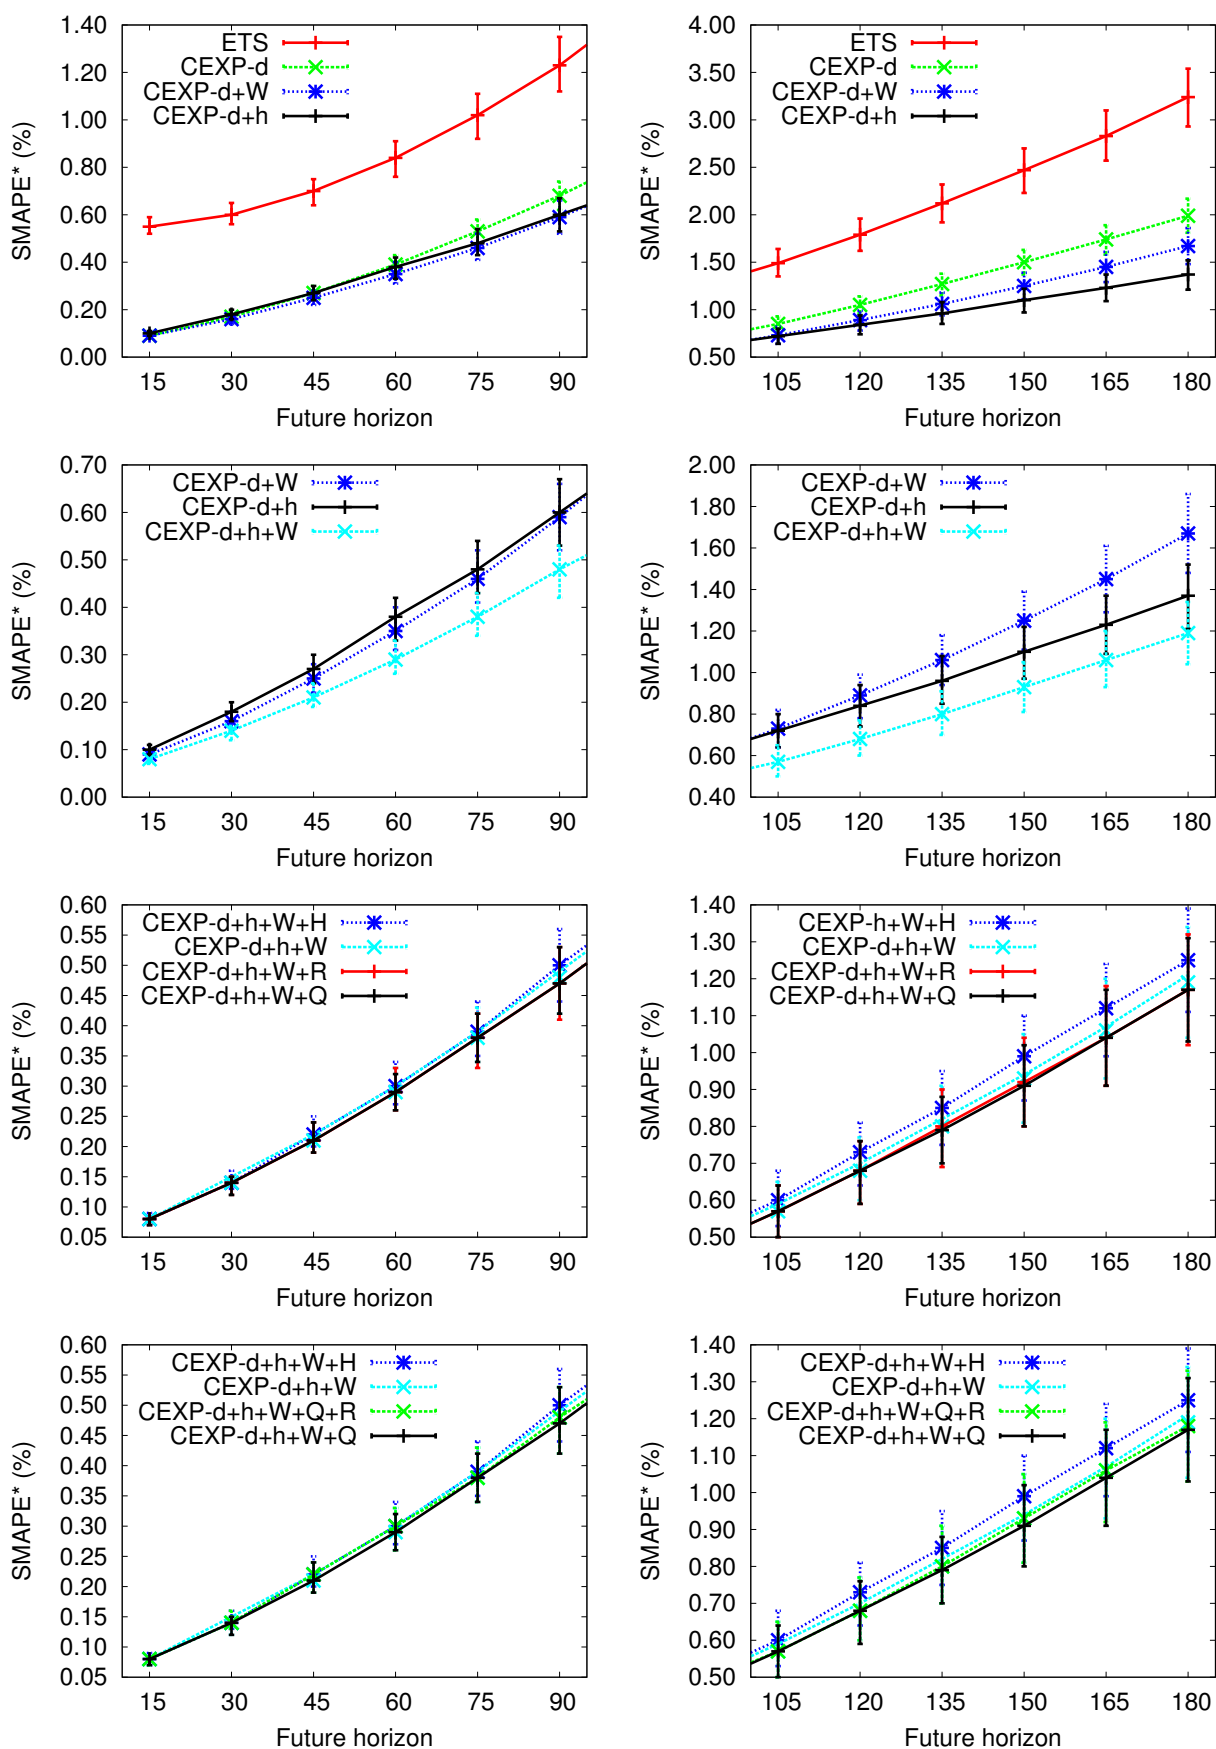 1.40
1.20
1.00
0.80
0.60
0.40
0.20
0.00
SMAPE* (%)
ETS
CEXP-d
CEXP-d+W
CEXP-d+h
15 30 45 60 75 90
Future horizon
4.00
3.50
3.00
2.50
2.00
1.50
1.00
0.50
SMAPE* (%)
ETS
CEXP-d
CEXP-d+W
CEXP-d+h
105 120 135 150 165 180
Future horizon
0.70
0.60
0.50
0.40
0.30
0.20
0.10
0.00
SMAPE* (%)
CEXP-d+W
CEXP-d+h
CEXP-d+h+W
15 30 45 60 75 90
Future horizon
2.00
1.80
1.60
1.40
1.20
1.00
0.80
0.60
0.40
SMAPE* (%)
CEXP-d+W
CEXP-d+h
CEXP-d+h+W
105 120 135 150 165 180
Future horizon
0.60
0.55
0.50
0.45
0.40
0.35
0.30
0.25
0.20
0.15
0.10
0.05
SMAPE* (%)
CEXP-d+h+W+H
CEXP-d+h+W
CEXP-d+h+W+R
CEXP-d+h+W+Q
15 30 45 60 75 90
Future horizon
1.40
1.30
1.20
1.10
1.00
0.90
0.80
0.70
0.60
0.50
SMAPE* (%)
CEXP-h+W+H
CEXP-d+h+W
CEXP-d+h+W+R
CEXP-d+h+W+Q
105 120 135 150 165 180
Future horizon
0.60
0.55
0.50
0.45
0.40
0.35
0.30
0.25
0.20
0.15
0.10
0.05
SMAPE* (%)
CEXP-d+h+W+H
CEXP-d+h+W
CEXP-d+h+W+Q+R
CEXP-d+h+W+Q
15 30 45 60 75 90
Future horizon
1.40
1.30
1.20
1.10
1.00
0.90
0.80
0.70
0.60
0.50
SMAPE* (%)
CEXP-d+h+W+H
CEXP-d+h+W
CEXP-d+h+W+Q+R
CEXP-d+h+W+Q
105 120 135 150 165 180
Future horizon